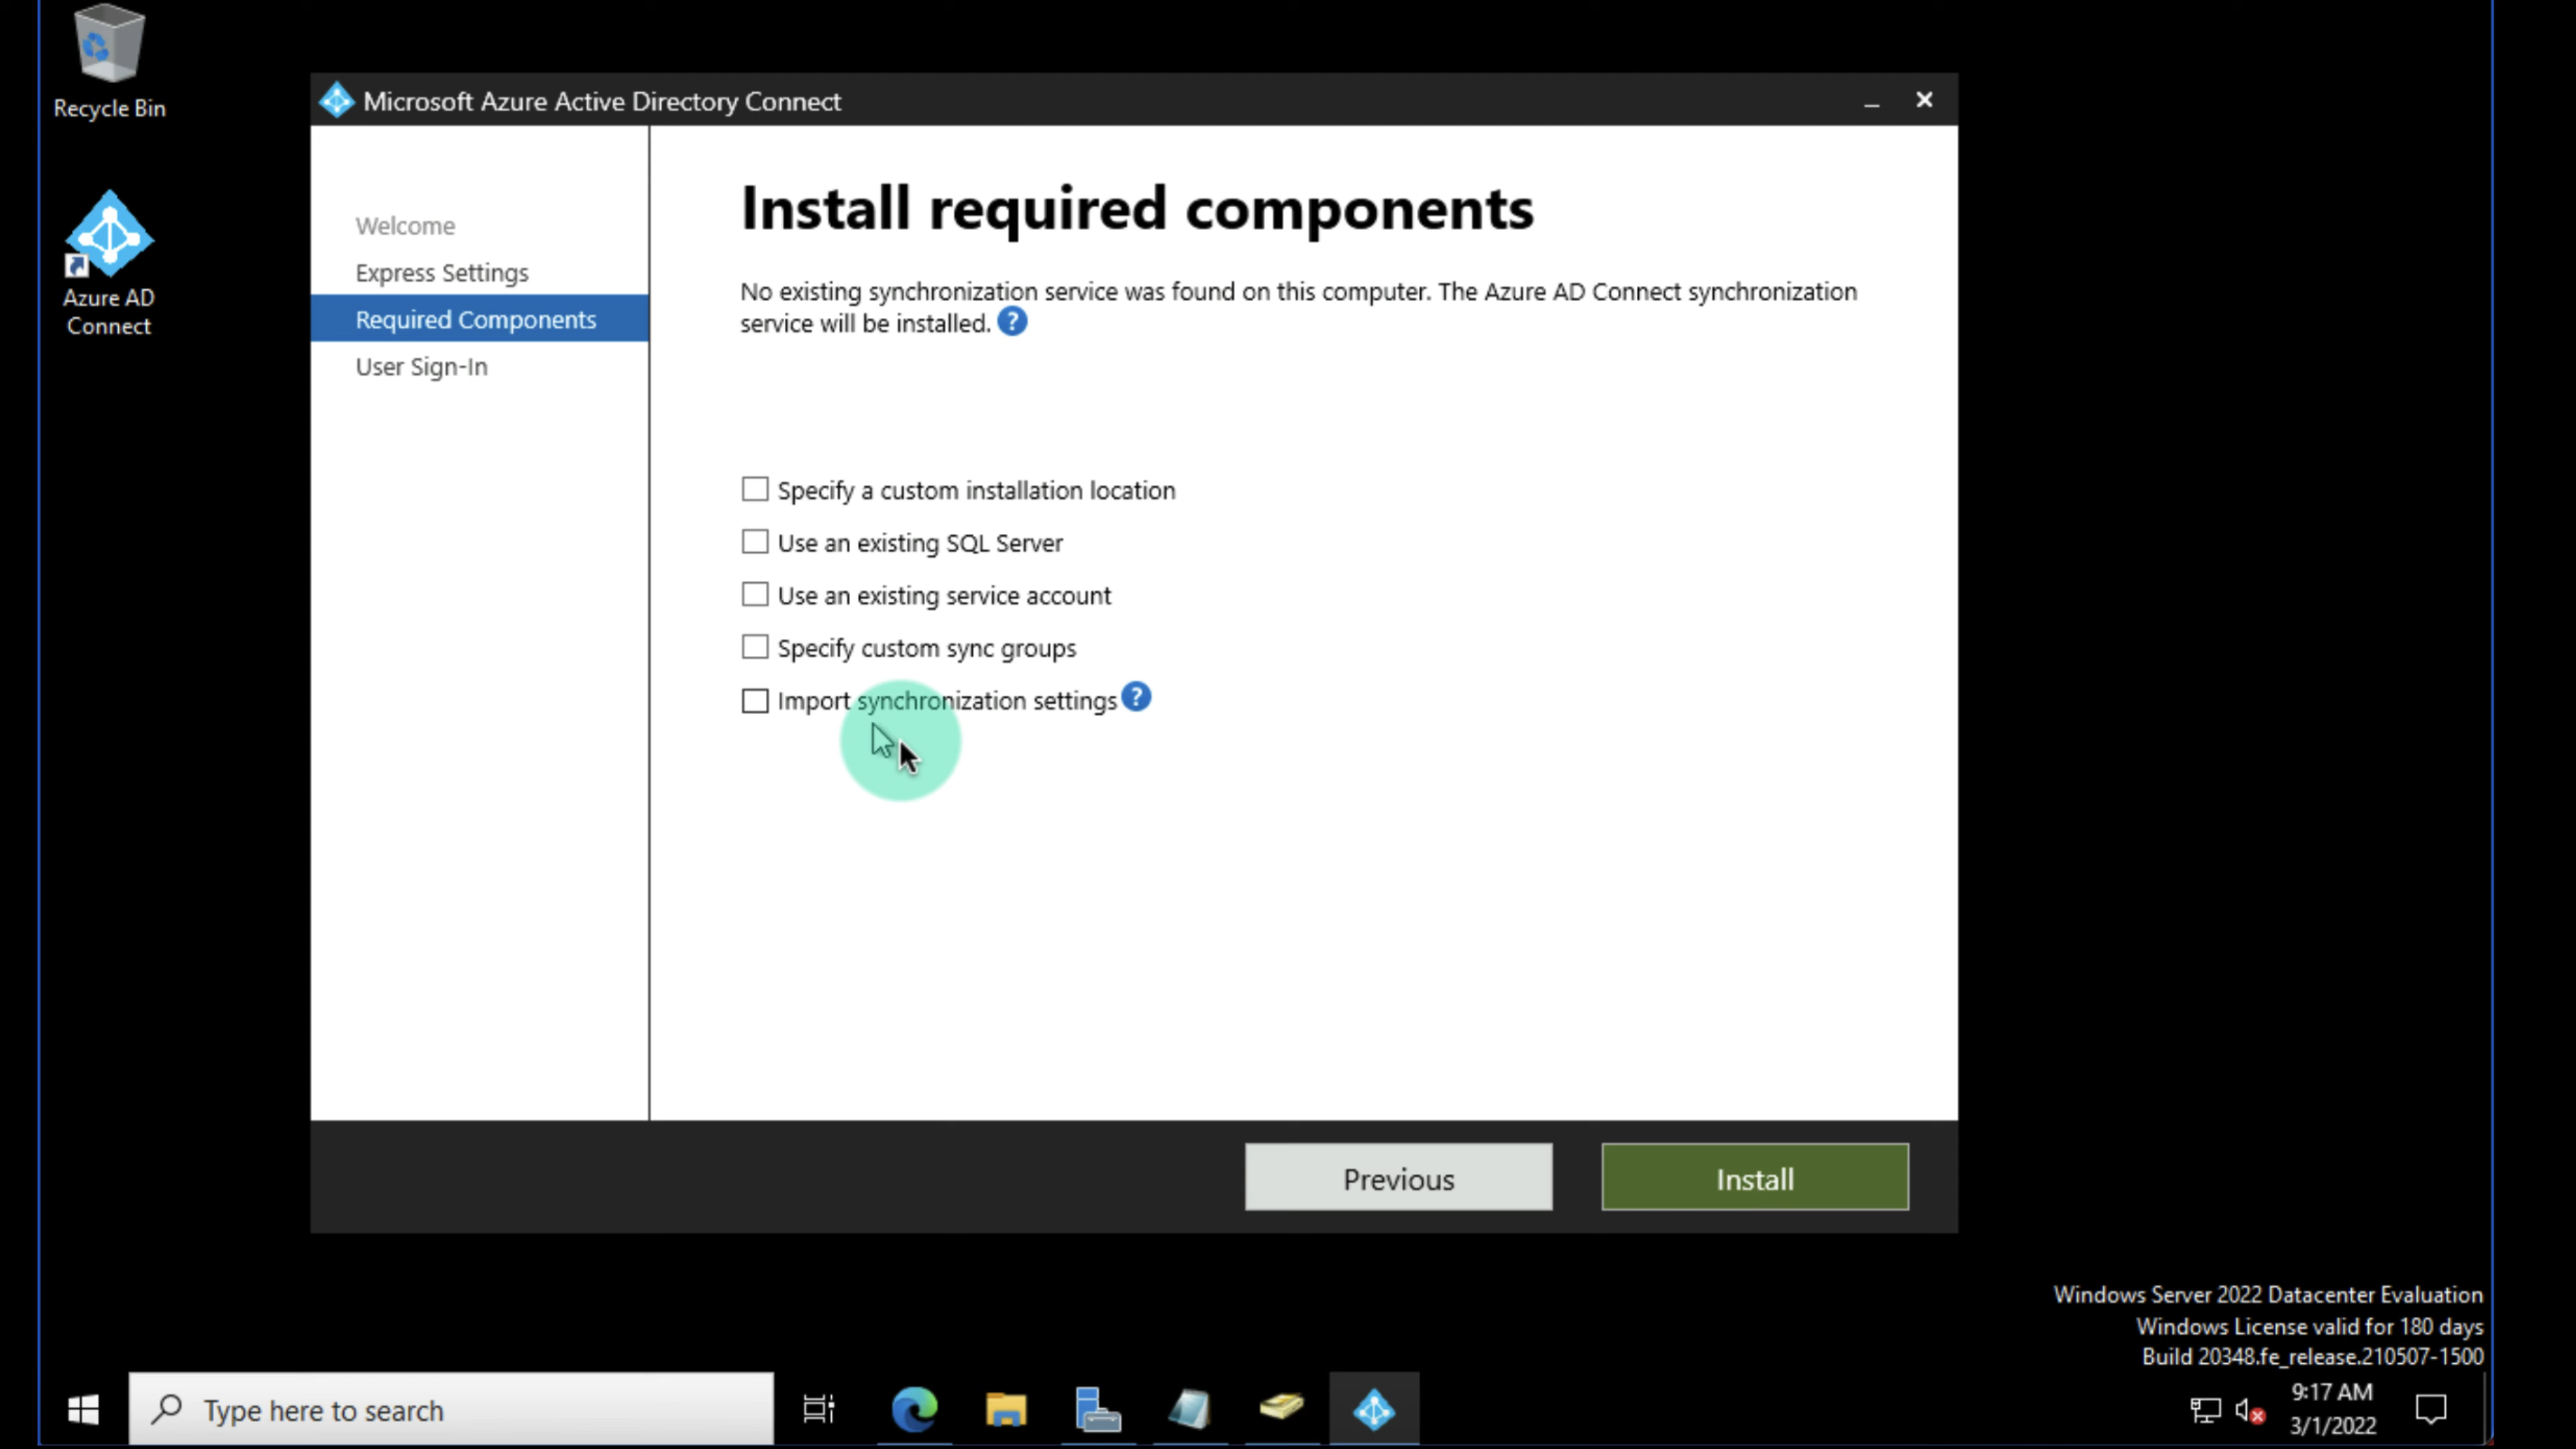 Recycle Bin
Azure AD
Connect
Microsoft Azure Active Directory Connect
Welcome
Express Settings
Required Components
User Sign-In
Install required components
No existing synchronization service was found on this computer. The Azure AD Connect synchronization
service will be installed. ?
Specify a custom installation location
Use an existing SQL Server
Use an existing service account
Specify custom sync groups
Import synchronization settings ?
Previous
Install
Windows Server 2022 Datacenter Evaluation
Windows License valid for 180 days
Build 20348.fe_release.210507-1500
Type here to search
9:17 AM
3/1/2022